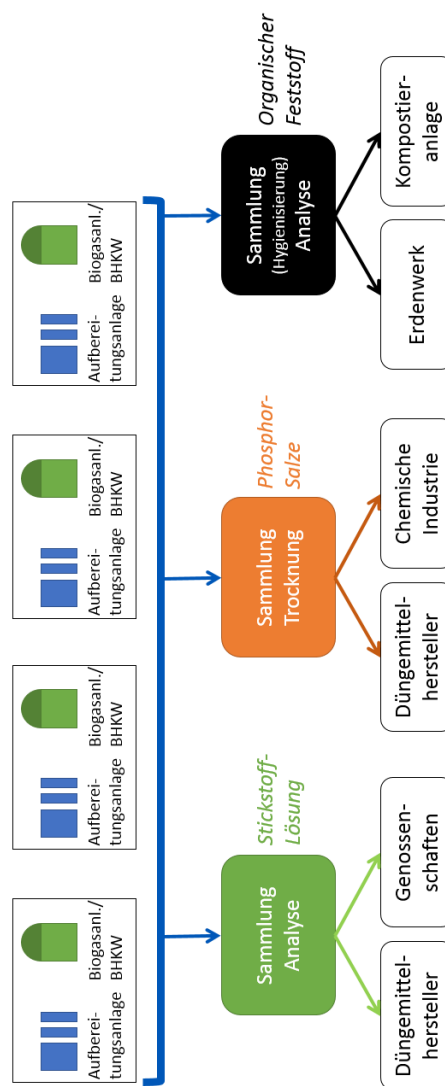 Aufberei-
tungsanlage
Biogasanl./
BHKW
Aufberei-
tungsanlage
Biogasanl./
BHKW
Aufberei-
tungsanlage
Biogasanl./
BHKW
Aufberei-
tungsanlage
Biogasanl./
BHKW
Stickstoff-
Lösung
Sammlung
Analyse
Phosphor-
Salze
Sammlung
Trocknung
Organischer
Feststoff
Sammlung
(Hygienisierung)
Analyse
Düngemittel-
hersteller
Genossen-
schaften
Düngemittel-
hersteller
Chemische
Industrie
Erdenwerk
Kompostier-
anlage